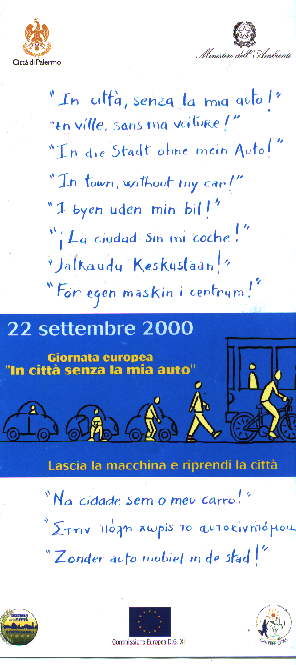 Città di Palermo
Ministero dell'Ambiente
"In città, senza la mia auto!"
"En ville, sans ma voiture!"
"In die Stadt ohne mein Auto!"
"In town, without my car!"
"I byen uden min bil!"
"¡La ciudad sin mi coche!"
"Jalkaudu Keskustaan!"
"För egen maskin i centrum!"
22 settembre 2000
Giornata europea
"In città senza la mia auto"
Lascia la macchina e riprendi la città
"Na cidade sem o meu carro!"
"Στην πόλη χωρίς το αυτοκίνητό μου
"Zonder auto mobiel in de stad!"
Commissione Europea D.G. XI